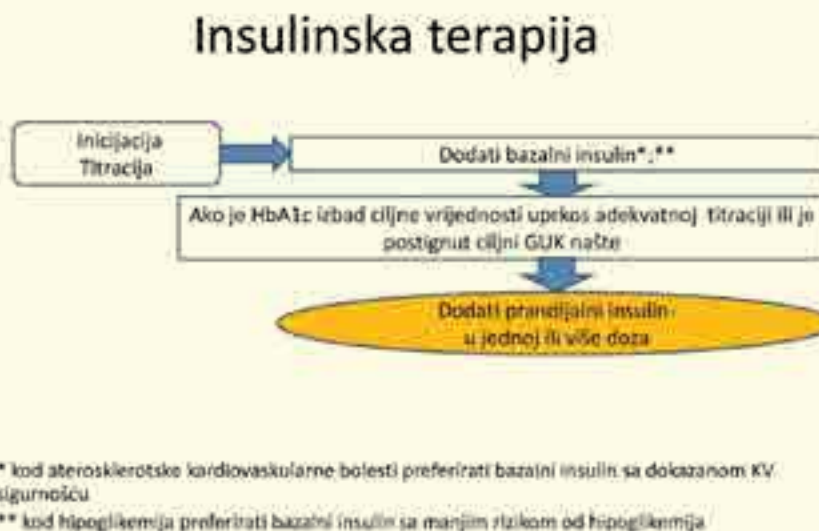 Insulinska terapija
Inicijacija
Titracija
Dodati bazalni insulin*,**
Ako je HbA1c izbad ciljne vrijednosti uprkos adekvatnoj titraciji ili je
postignut ciljni GUK našte
Dodati prandijalni insulin-
u jednoj ili više doza
* kod aterosklerotske kardiovaskularne bolesti preferirati bazalni insulin sa dokazanom KV
sigurnošću
** kod hipoglikemija preferirati bazalni insulin sa manjim rizikom od hipoglikemija